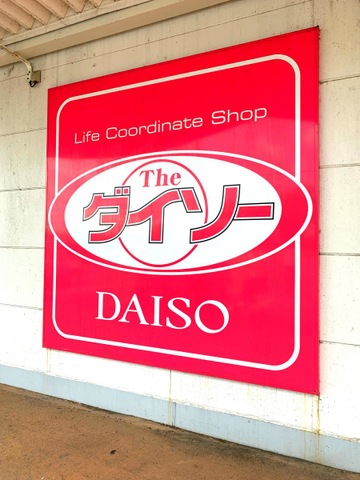 Life Coordinate Shop
The
ダイソー
DAISO